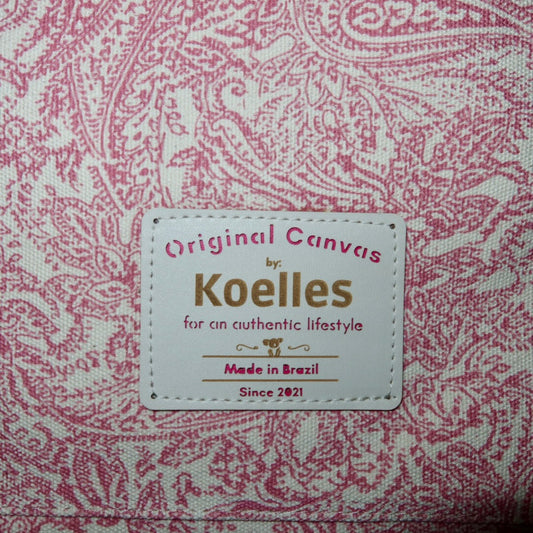 Original Canvas
by:
Koelles
for an authentic lifestyle
Made in Brazil
Since 2021